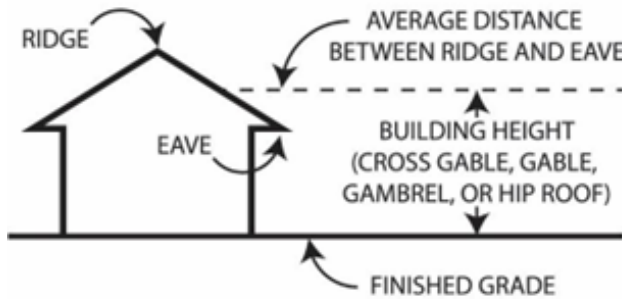 RIDGE
AVERAGE DISTANCE
BETWEEN RIDGE AND EAVE
EAVE
BUILDING HEIGHT
(CROSS GABLE, GABLE,
GAMBREL, OR HIP ROOF)
FINISHED GRADE